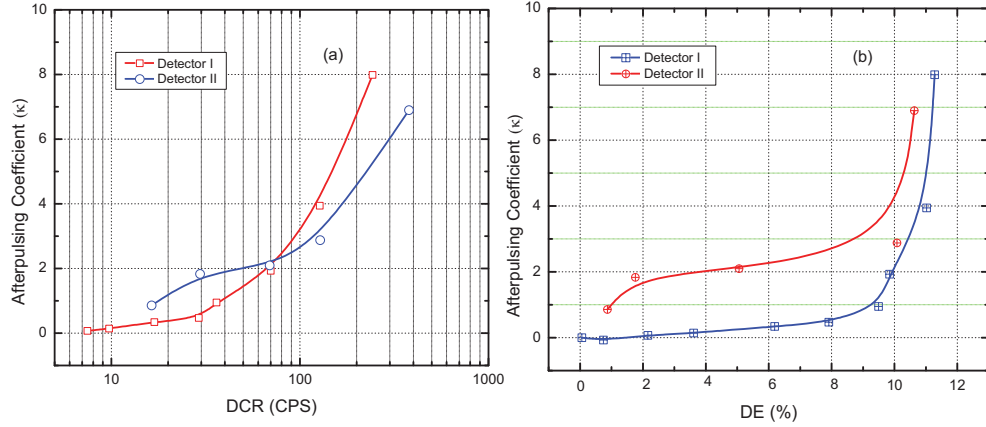 (a)
Detector I
Detector II
Afterpulsing Coefficient (κ)
10
8
6
4
2
0
10
100
1000
DCR (CPS)
(b)
Detector I
Detector II
Afterpulsing Coefficient (κ)
10
8
6
4
2
0
0
2
4
6
8
10
12
DE (%)